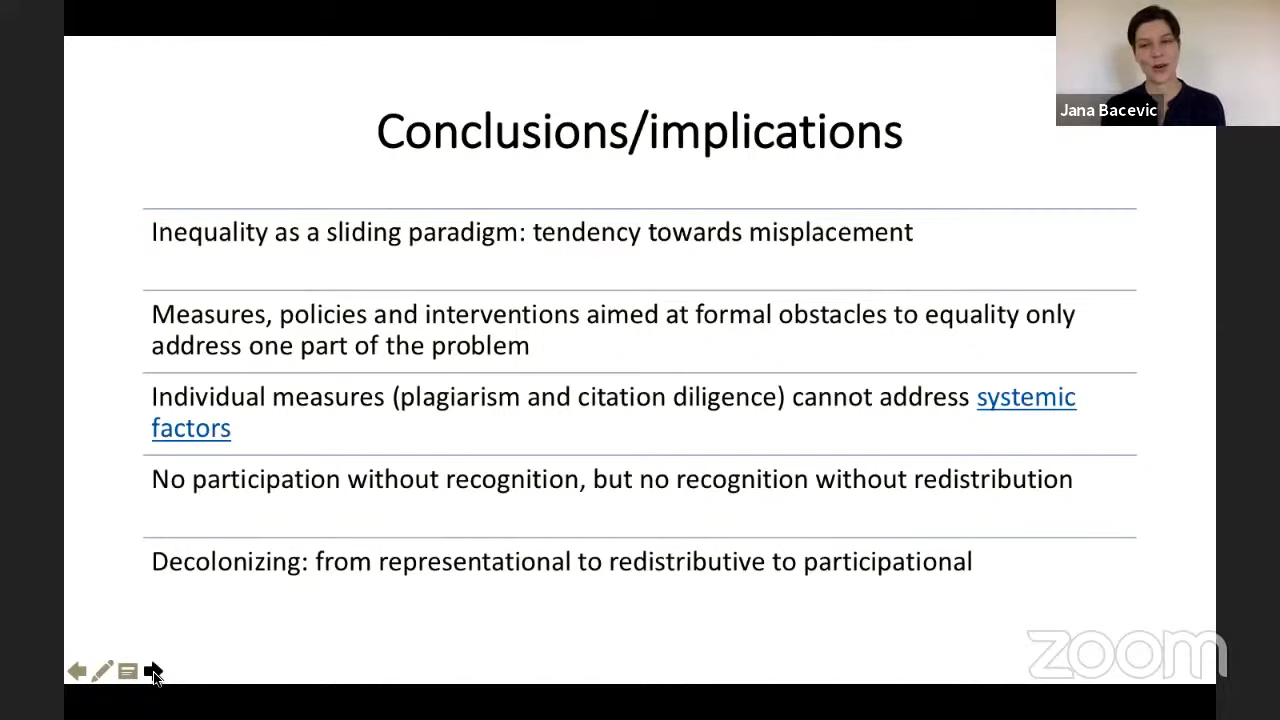 Jana Bacevic
Conclusions/implications
Inequality as a sliding paradigm: tendency towards misplacement
Measures, policies and interventions aimed at formal obstacles to equality only
address one part of the problem
Individual measures (plagiarism and citation diligence) cannot address systemic
factors
No participation without recognition, but no recognition without redistribution
Decolonizing: from representational to redistributive to participational
zoom